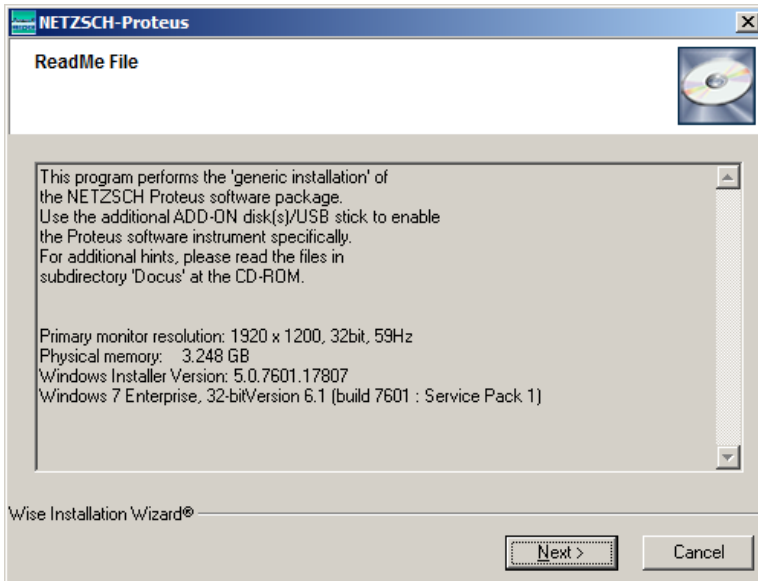 NETZSCH-Proteus
ReadMe File
This program performs the 'generic installation' of
the NETZSCH Proteus software package.
Use the additional ADD-ON disk(s)/USB stick to enable
the Proteus software instrument specifically.
For additional hints, please read the files in
subdirectory 'Docus' at the CD-ROM.
Primary monitor resolution: 1920 x 1200, 32bit, 59Hz
Physical memory:    3.248 GB
Windows Installer Version: 5.0.7601.17807
Windows 7 Enterprise, 32-bitVersion 6.1 (build 7601 : Service Pack 1)
Wise Installation Wizard®
Next >
Cancel